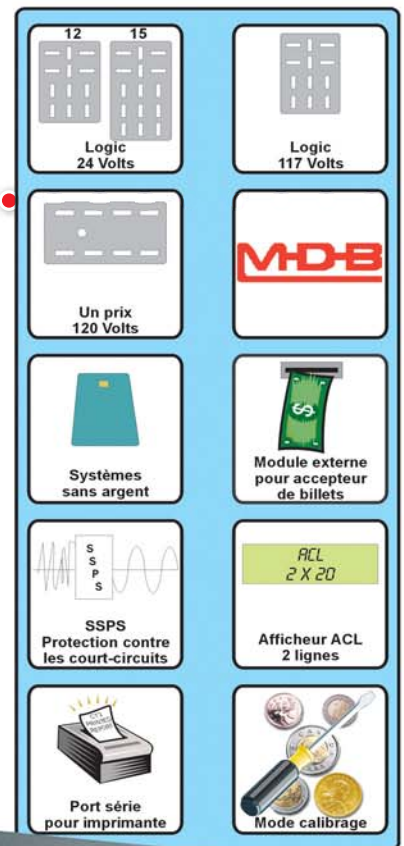 12 15
Logic
24 Volts
Logic
117 Volts
Un prix
120 Volts
MDB
Systèmes
sans argent
$
Module externe
pour accepteur
de billets
S
S
P
S
SSPS
Protection contre
les court-circuits
ACL
2 X 20
Afficheur ACL
2 lignes
Port série
pour imprimante
Mode calibrage